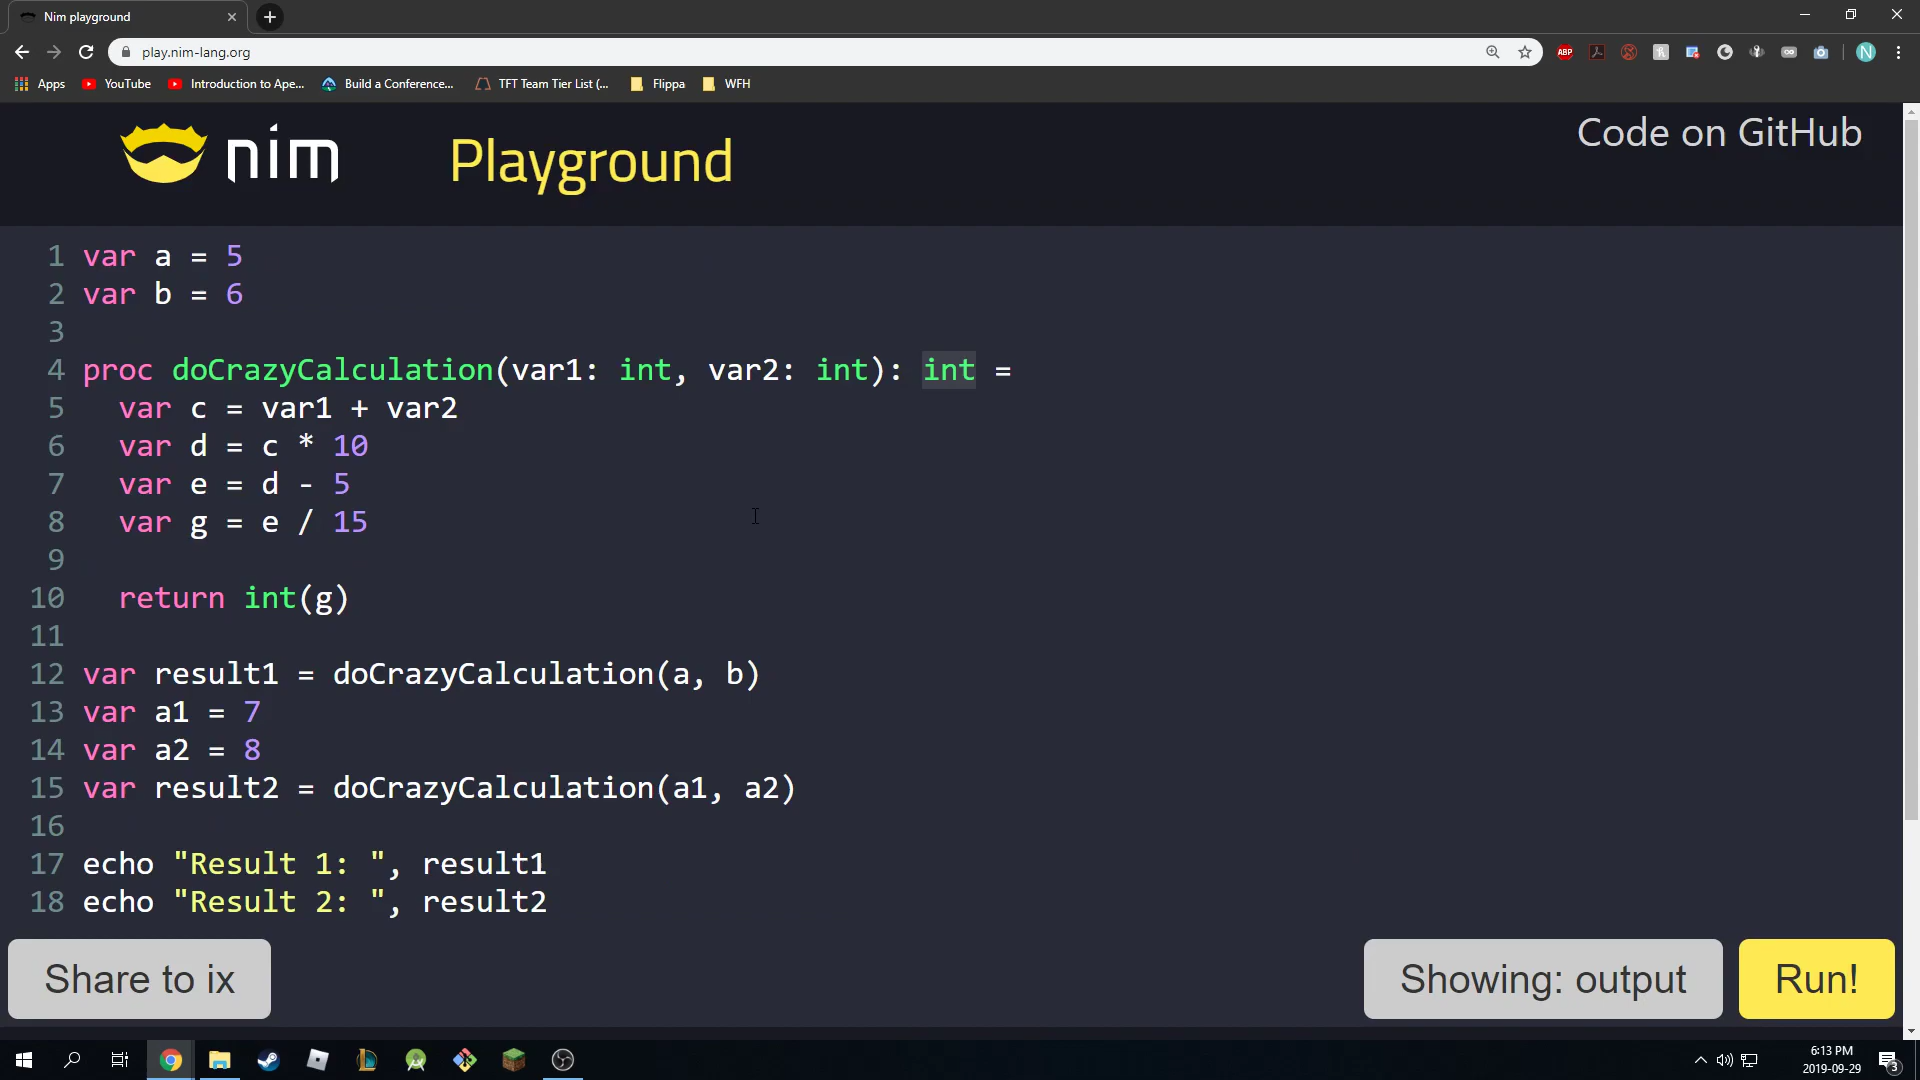 Nim playground
play.nim-lang.org
ABP
N
Apps YouTube Introduction to Ape... Build a Conference... TFT Team Tier List (... Flippa WFH
nim Playground Code on GitHub
1 var a = 5
2 var b = 6
3
4 proc doCrazyCalculation(var1: int, var2: int): int =
5   var c = var1 + var2
6   var d = c * 10
7   var e = d - 5
8   var g = e / 15
9
10   return int(g)
11
12 var result1 = doCrazyCalculation(a, b)
13 var a1 = 7
14 var a2 = 8
15 var result2 = doCrazyCalculation(a1, a2)
16
17 echo "Result 1: ", result1
18 echo "Result 2: ", result2
Share to ix Showing: output Run!
6:13 PM
2019-09-29
3